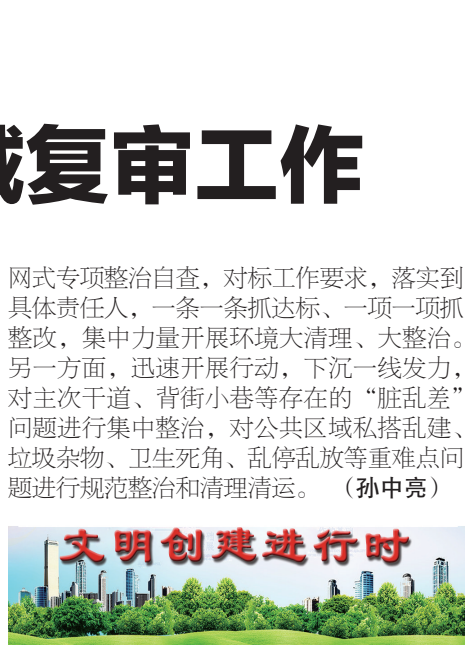 复审工作
网式专项整治自查，对标工作要求，落实到
具体责任人，一条一条抓达标、一项一项抓
整改，集中力量开展环境大清理、大整治。
另一方面，迅速开展行动，下沉一线发力，
对主次干道、背街小巷等存在的“脏乱差”
问题进行集中整治，对公共区域私搭乱建、
垃圾杂物、卫生死角、乱停乱放等重难点问
题进行规范整治和清理清运。 （孙中亮）
文明创建进行时